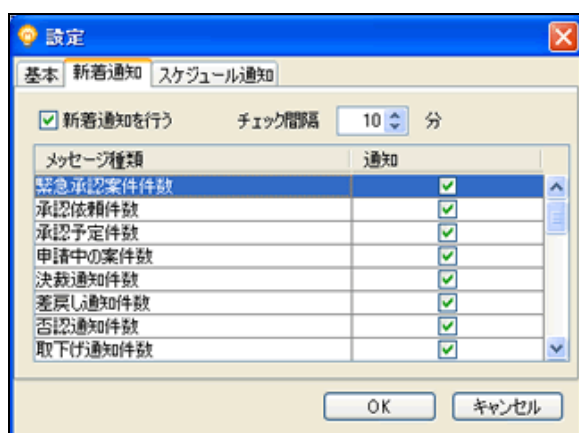 設定
基本 新着通知 スケジュール通知
新着通知を行う チェック間隔 10 分
メッセージ種類 通知
緊急承認案件件数
承認依頼件数
承認予定件数
申請中の案件数
決裁通知件数
差戻し通知件数
否認通知件数
取下げ通知件数
OK キャンセル